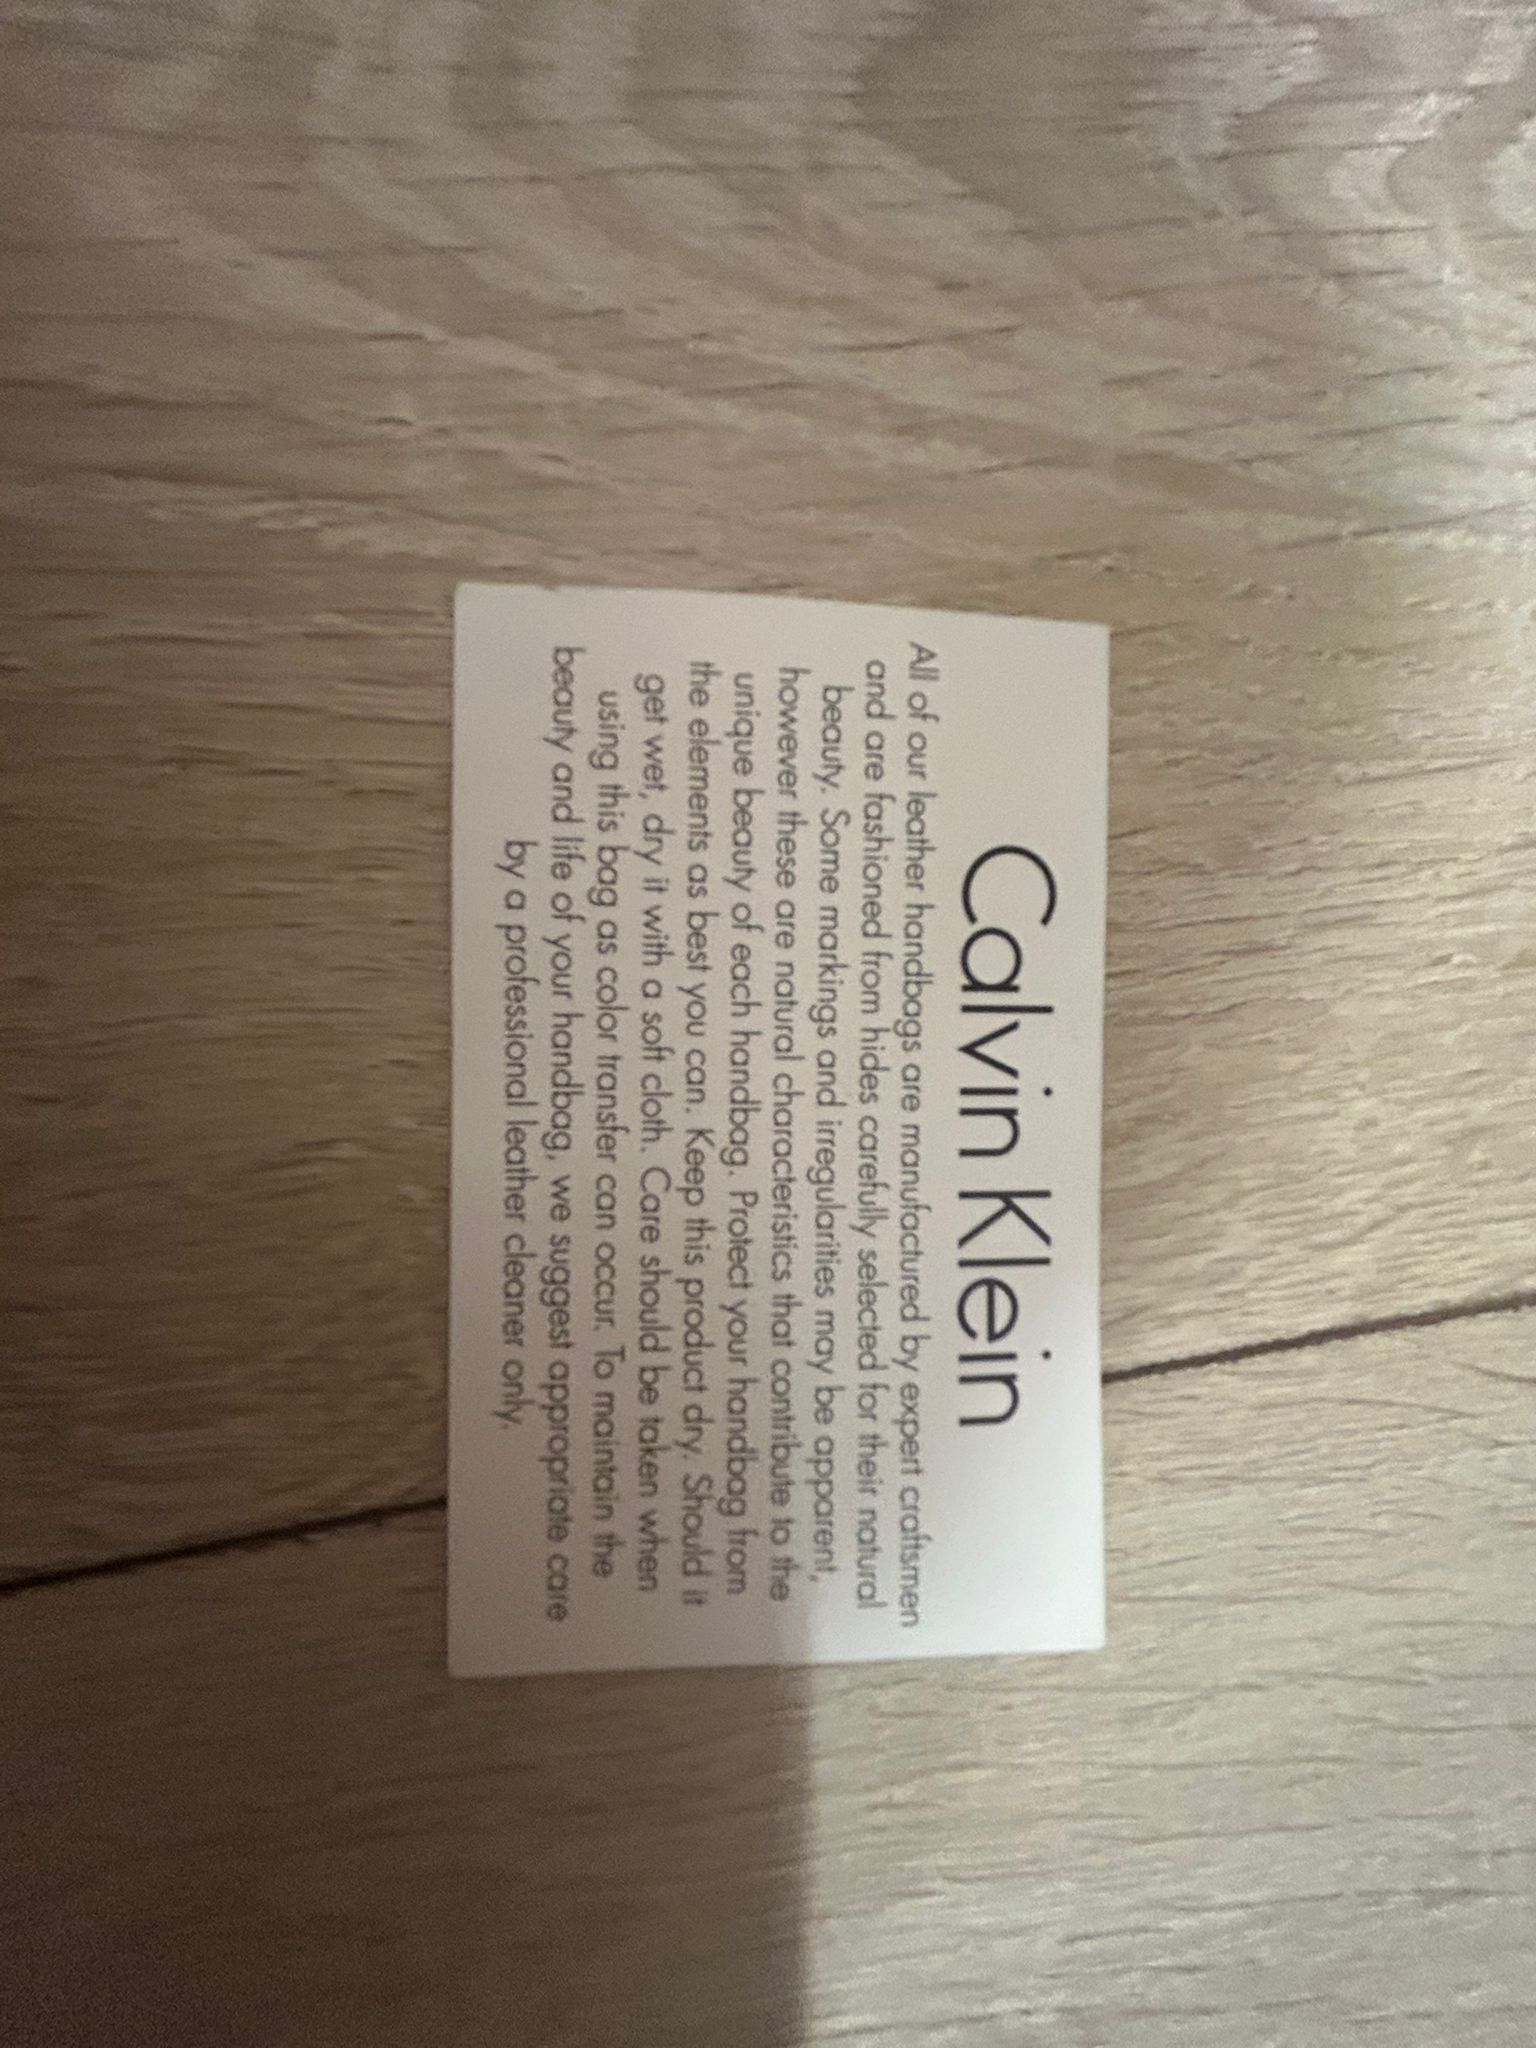 Calvin Klein
All of our leather handbags are manufactured by expert craftsmen
and are fashioned from hides carefully selected for their natural
beauty. Some markings and irregularities may be apparent,
however these are natural characteristics that contribute to the
unique beauty of each handbag. Protect your handbag from
the elements as best you can. Keep this product dry. Should it
get wet, dry it with a soft cloth. Care should be taken when
using this bag as color transfer can occur. To maintain the
beauty and life of your handbag, we suggest appropriate care
by a professional leather cleaner only.